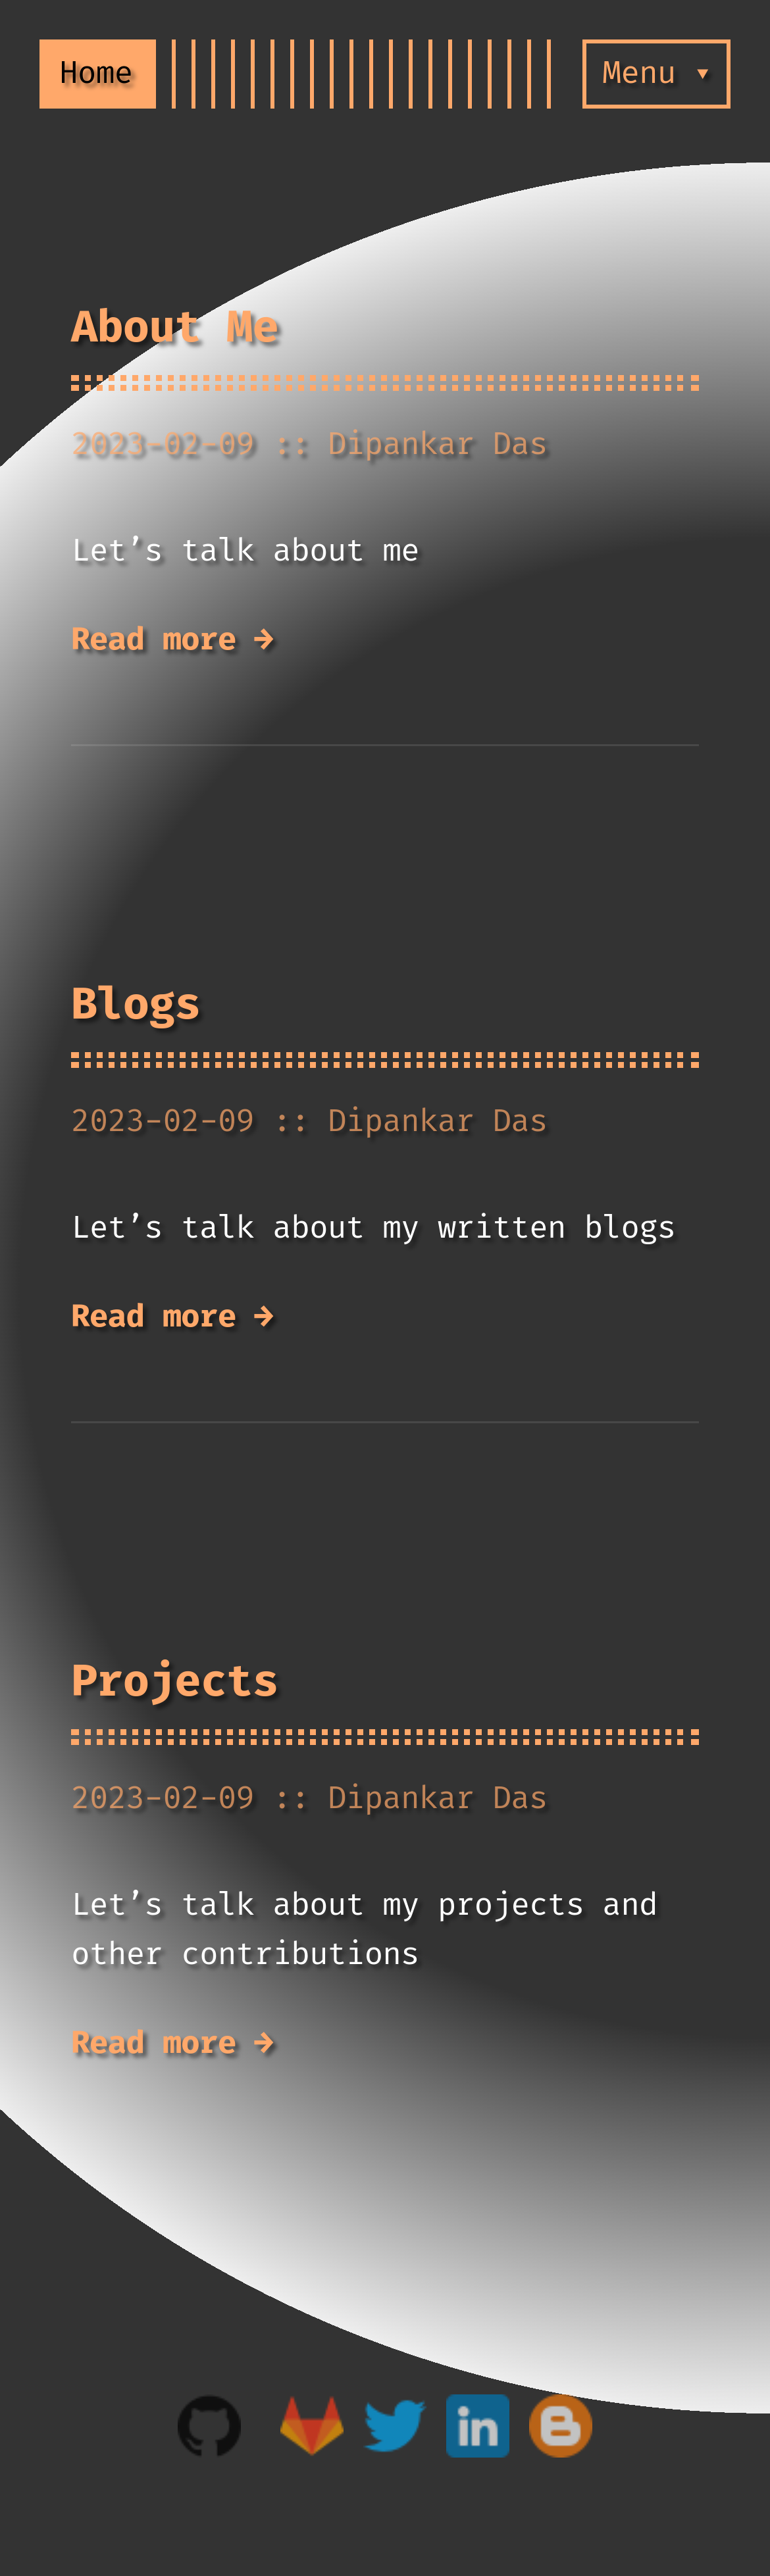 Home
Menu ▾
About Me
2023-02-09 :: Dipankar Das
Let’s talk about me
Read more →
Blogs
2023-02-09 :: Dipankar Das
Let’s talk about my written blogs
Read more →
Projects
2023-02-09 :: Dipankar Das
Let’s talk about my projects and
other contributions
Read more →
in